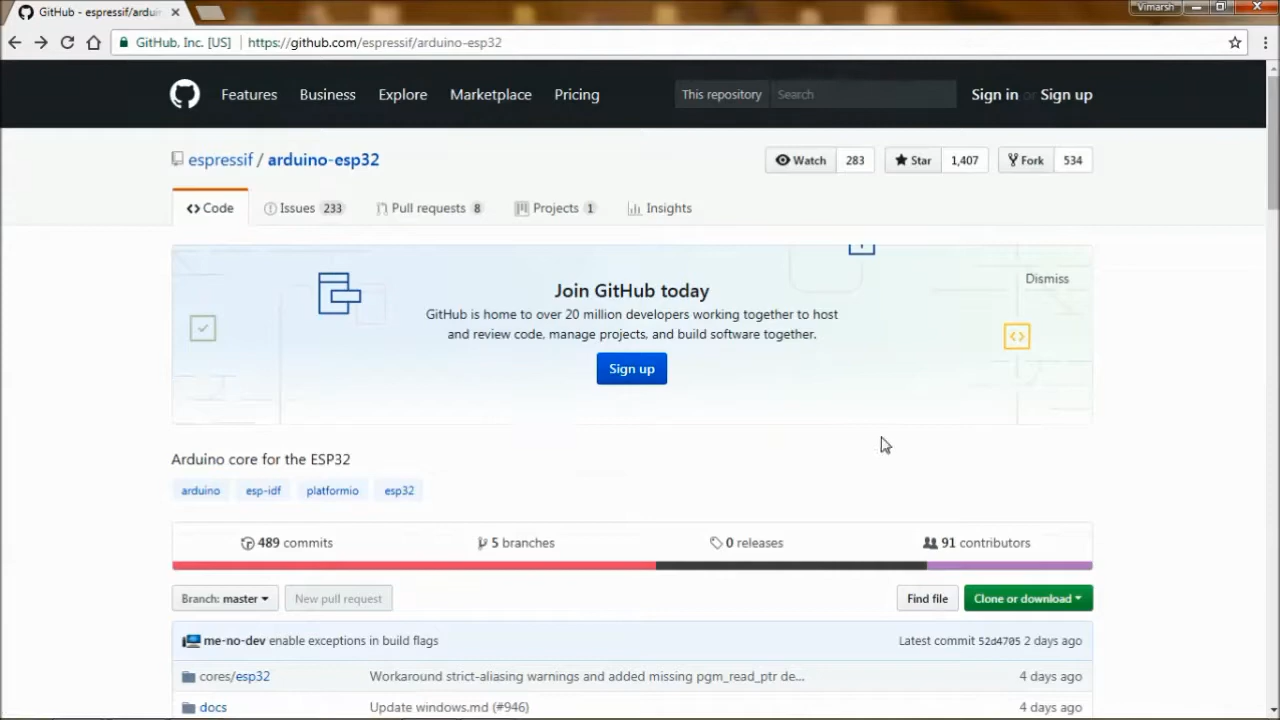 GitHub - espressif/ardui
Vimarsh
GitHub, Inc. [US] https://github.com/espressif/arduino-esp32
Features Business Explore Marketplace Pricing This repository Search Sign in or Sign up
espressif / arduino-esp32 Watch 283 Star 1,407 Fork 534
Code Issues 233 Pull requests 8 Projects 1 Insights
Join GitHub today
Dismiss
GitHub is home to over 20 million developers working together to host
and review code, manage projects, and build software together.
Sign up
Arduino core for the ESP32
arduino esp-idf platformio esp32
489 commits 5 branches 0 releases 91 contributors
Branch: master New pull request Find file Clone or download
me-no-dev enable exceptions in build flags Latest commit 52d4705 2 days ago
cores/esp32 Workaround strict-aliasing warnings and added missing pgm_read_ptr de... 4 days ago
docs Update windows.md (#946) 4 days ago